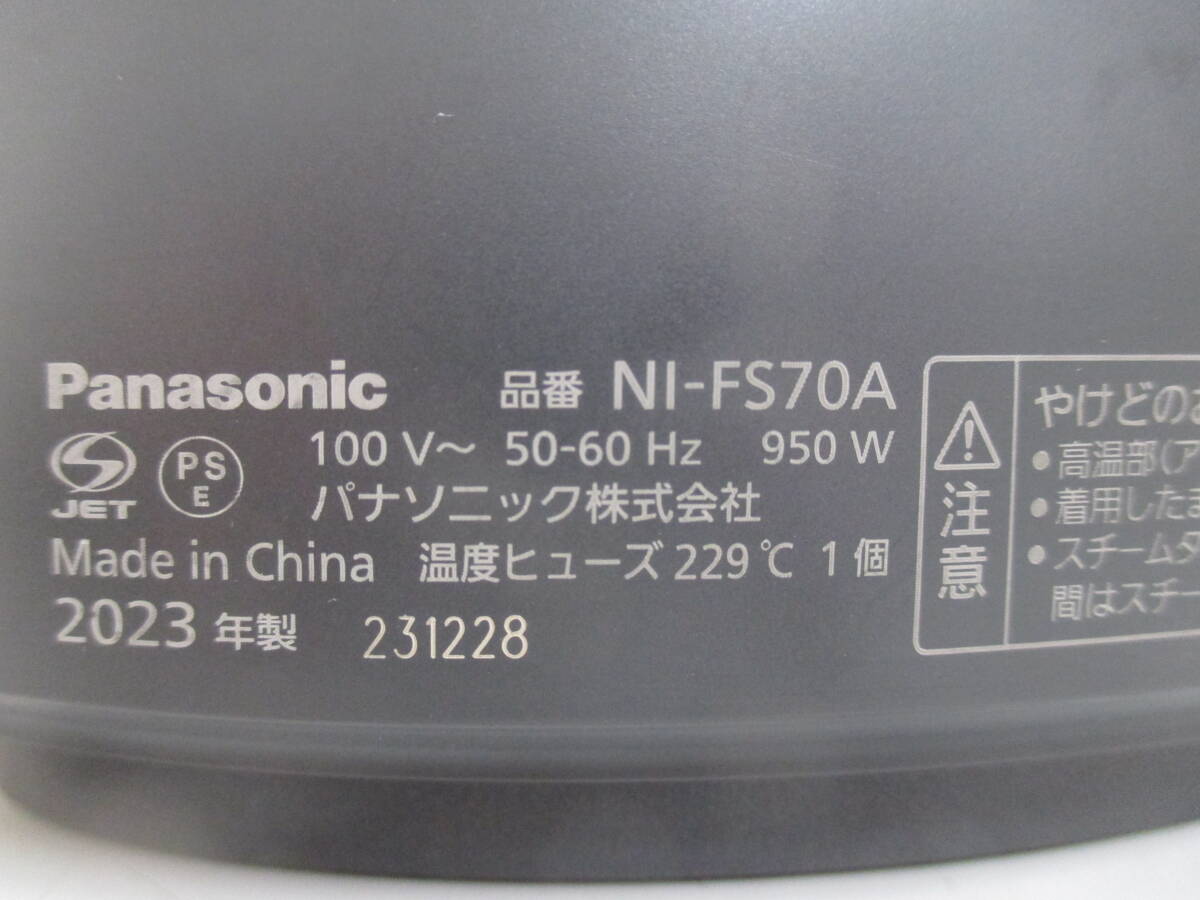 Panasonic 品番 NI-FS70A
JET PS E 100 V～ 50-60 Hz 950 W
パナソニック株式会社
Made in China 温度ヒューズ 229 ℃ 1 個
2023 年製 231228
注意
やけどの
•高温部(ア
•着用したま
•スチーム
間はスチー